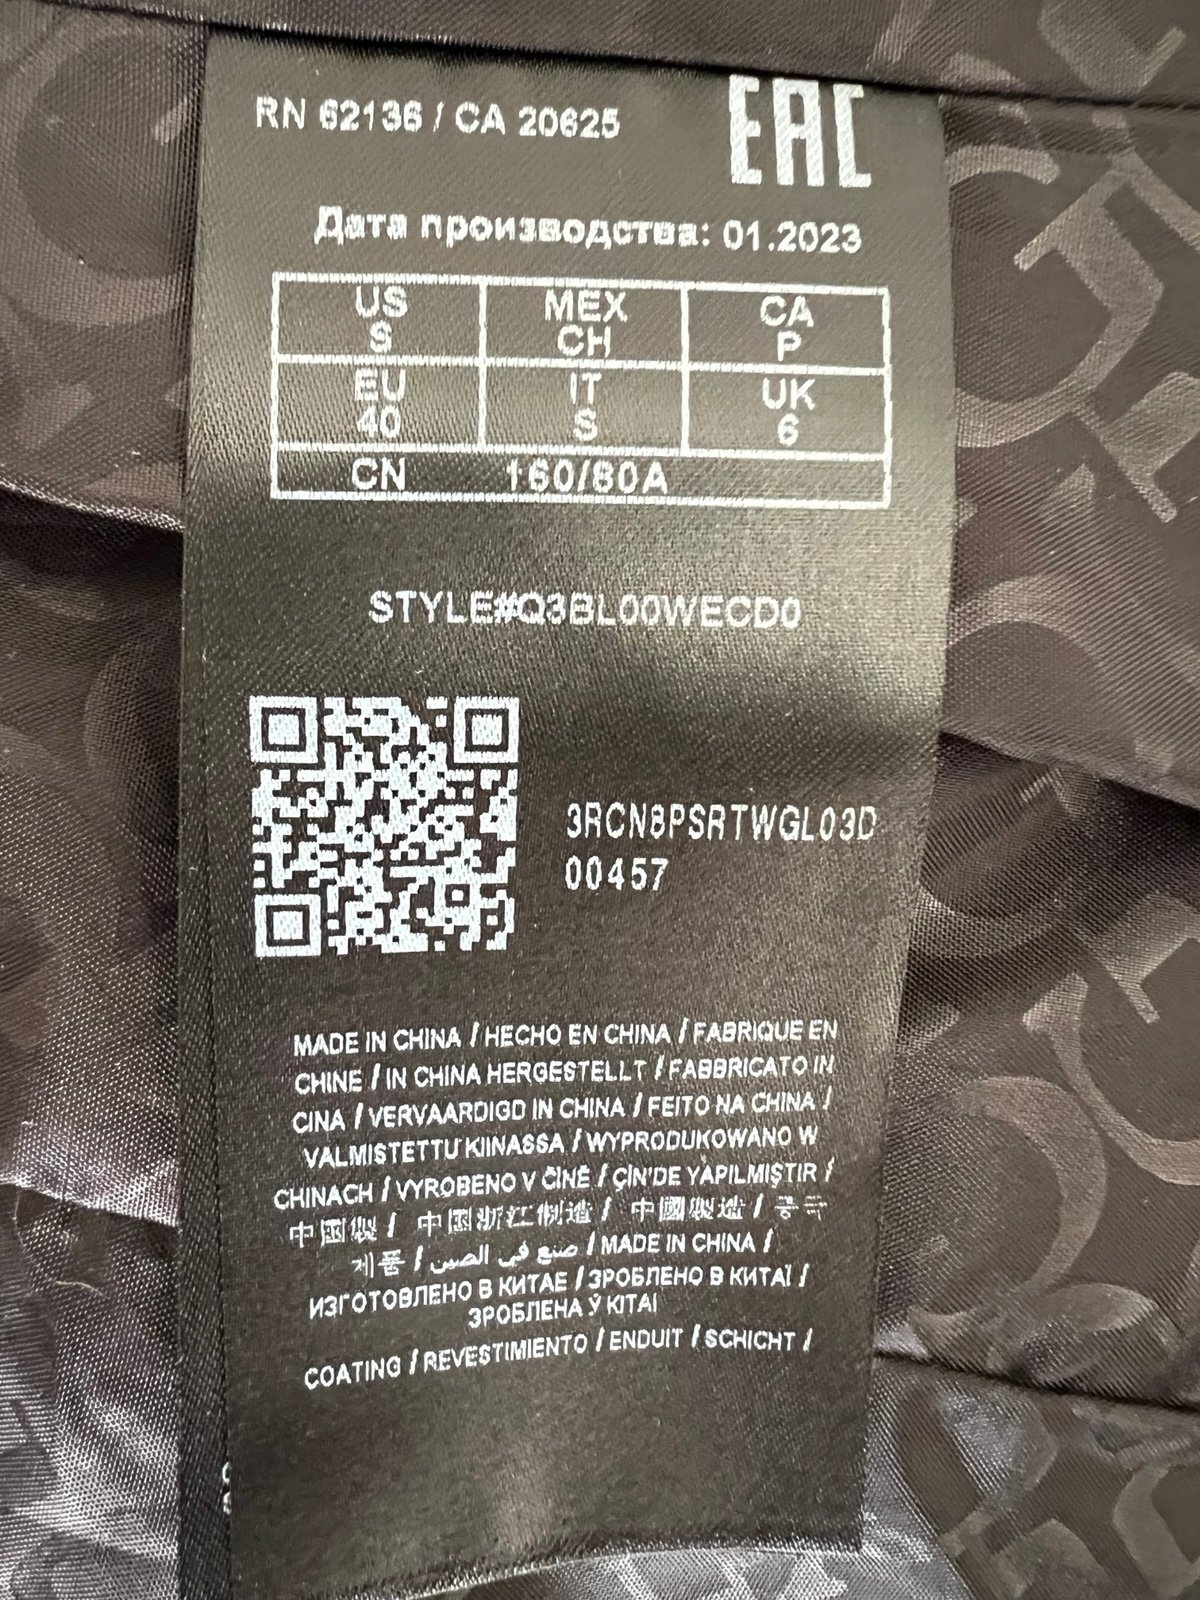 RN 62136 / CA 20625
EAC
Дата производства: 01.2023
US MEX CA
S CH P
EU IT UK
40 S 6
CN 160/80A
STYLE#Q3BL00WECD0
3RCN8PSRTWGL03D
00457
MADE IN CHINA / HECHO EN CHINA / FABRIQUE EN
CHINE / IN CHINA HERGESTELLT / FABBRICATO IN
CINA / VERVAARDIGD IN CHINA / FEITO NA CHINA /
VALMISTETTU KIINASSA / WYPRODUKOWANO W
CHINACH / VYROBENO V ČÍNĚ / ÇİN'DE YAPILMIŞTIR /
中国製 / 中国浙江制造 / 中國製造 / 중국
제품 / صنع في الصين / MADE IN CHINA /
ИЗГОТОВЛЕНО В КИТАЕ / ЗРОБЛЕНО В КИТАЇ /
ЗРОБЛЕНА Ў КІТАІ
COATING / REVESTIMIENTO / ENDUIT / SCHICHT /